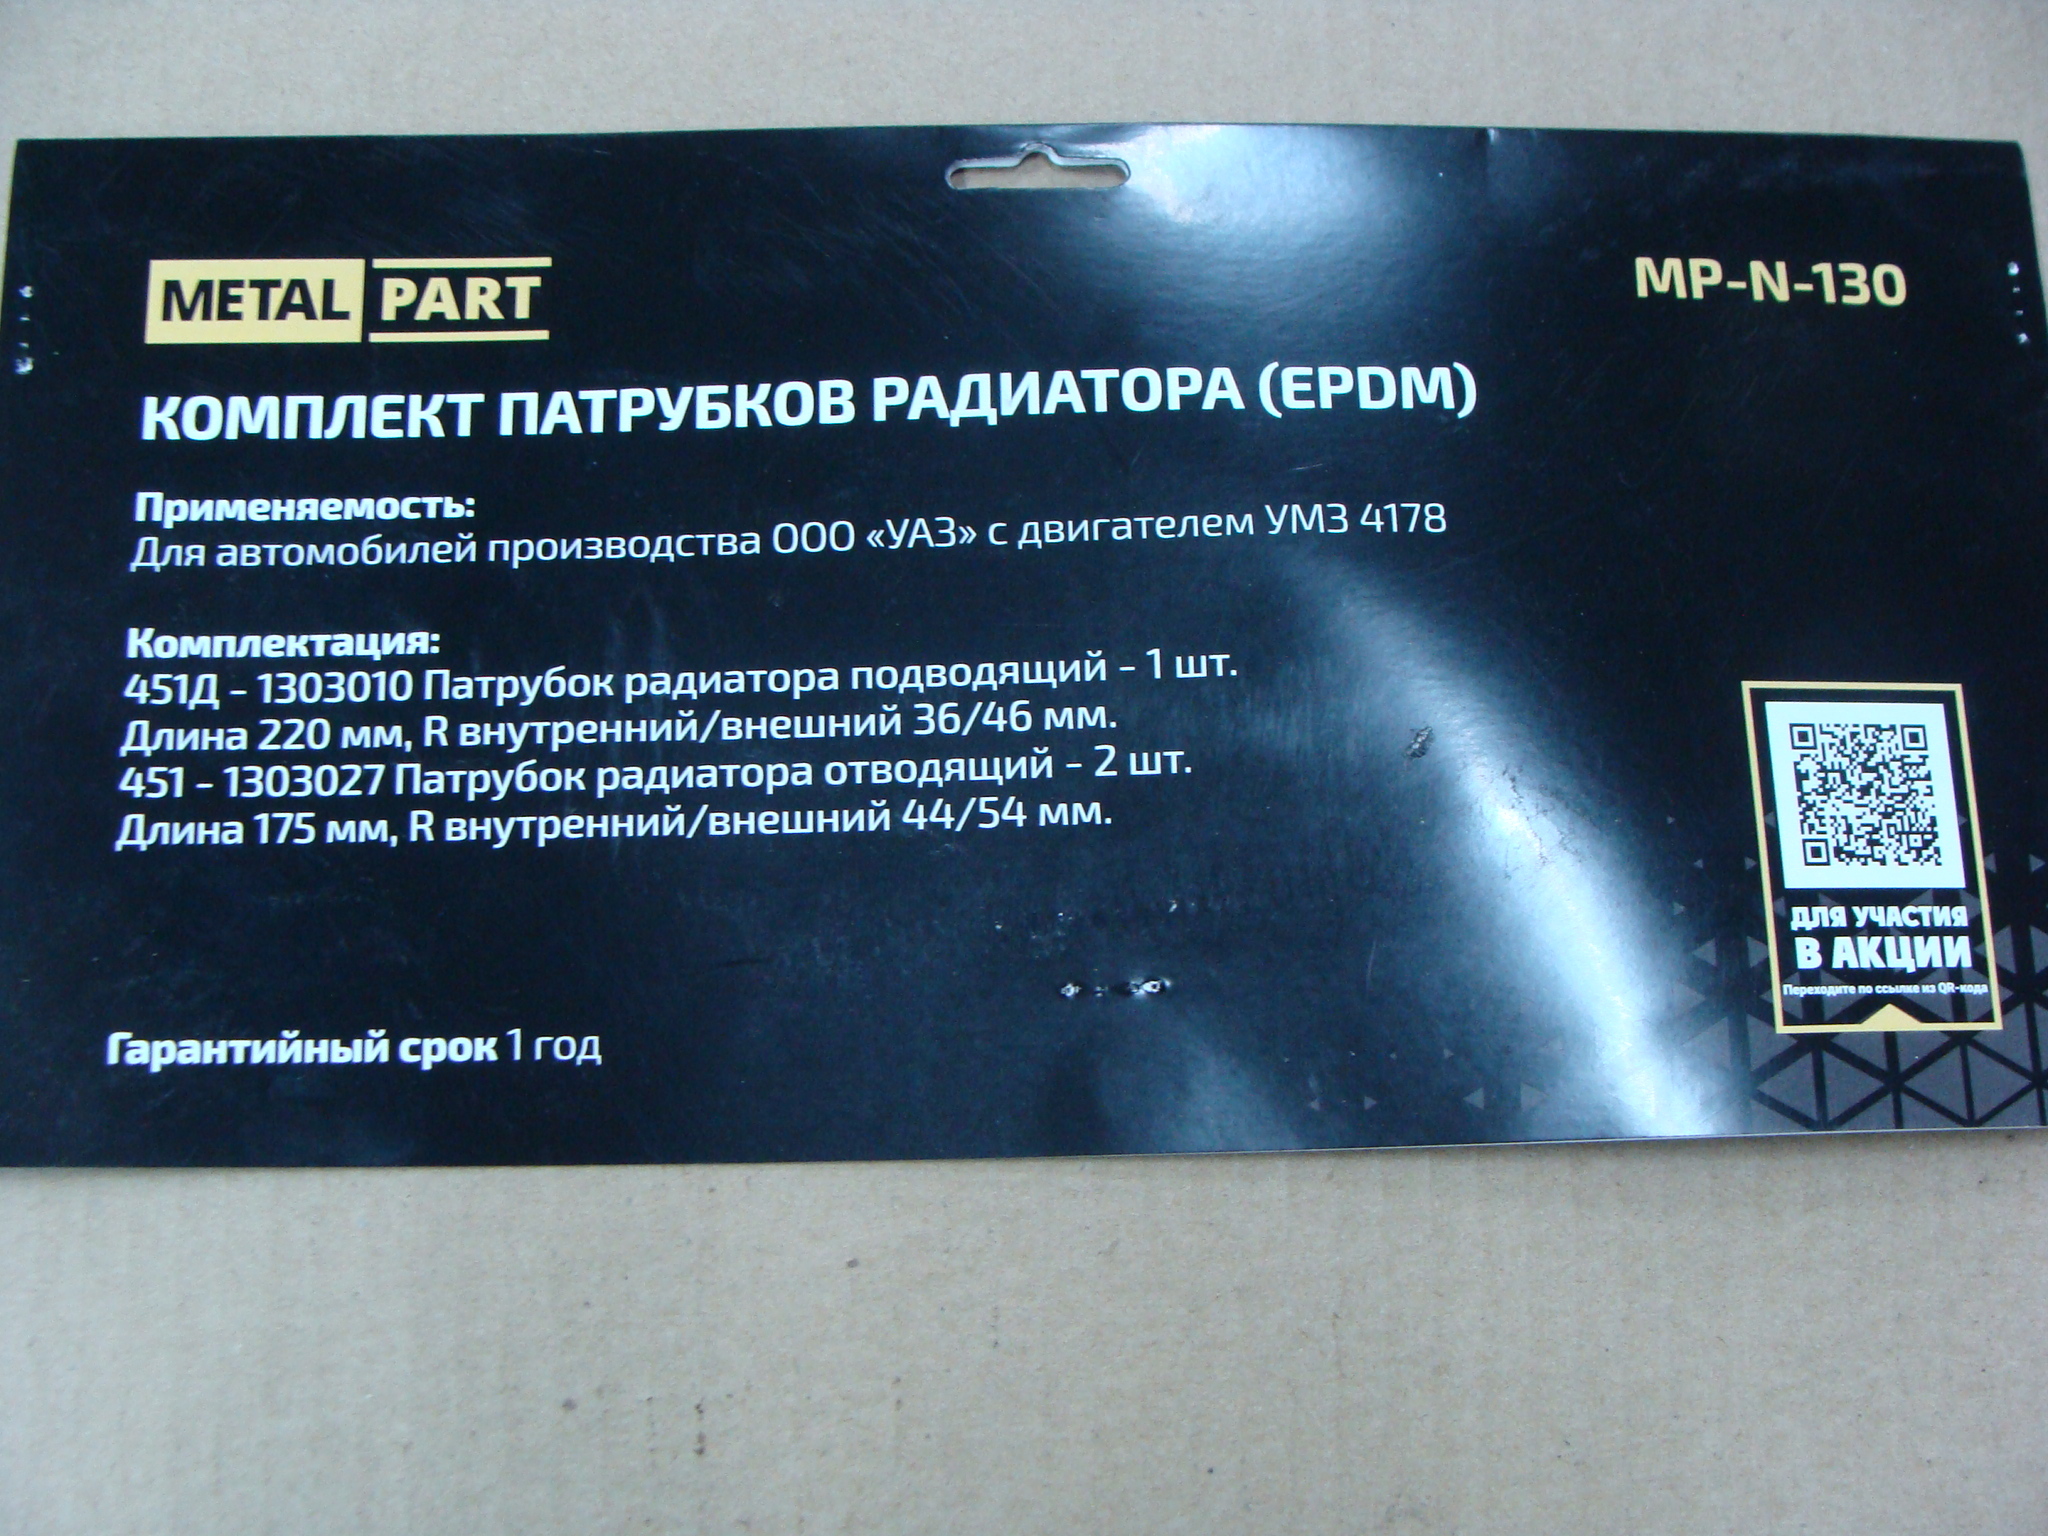 METAL PART
MP-N-130
КОМПЛЕКТ ПАТРУБКОВ РАДИАТОРА (EPDM)
Применяемость:
Для автомобилей производства ООО «УАЗ» с двигателем УМЗ 4178
Комплектация:
451Д - 1303010 Патрубок радиатора подводящий - 1 шт.
Длина 220 мм, R внутренний/внешний 36/46 мм.
451 - 1303027 Патрубок радиатора отводящий - 2 шт.
Длина 175 мм, R внутренний/внешний 44/54 мм.
Гарантийный срок 1 год
ДЛЯ УЧАСТИЯ
В АКЦИИ
Переходите по ссылке из QR-кода